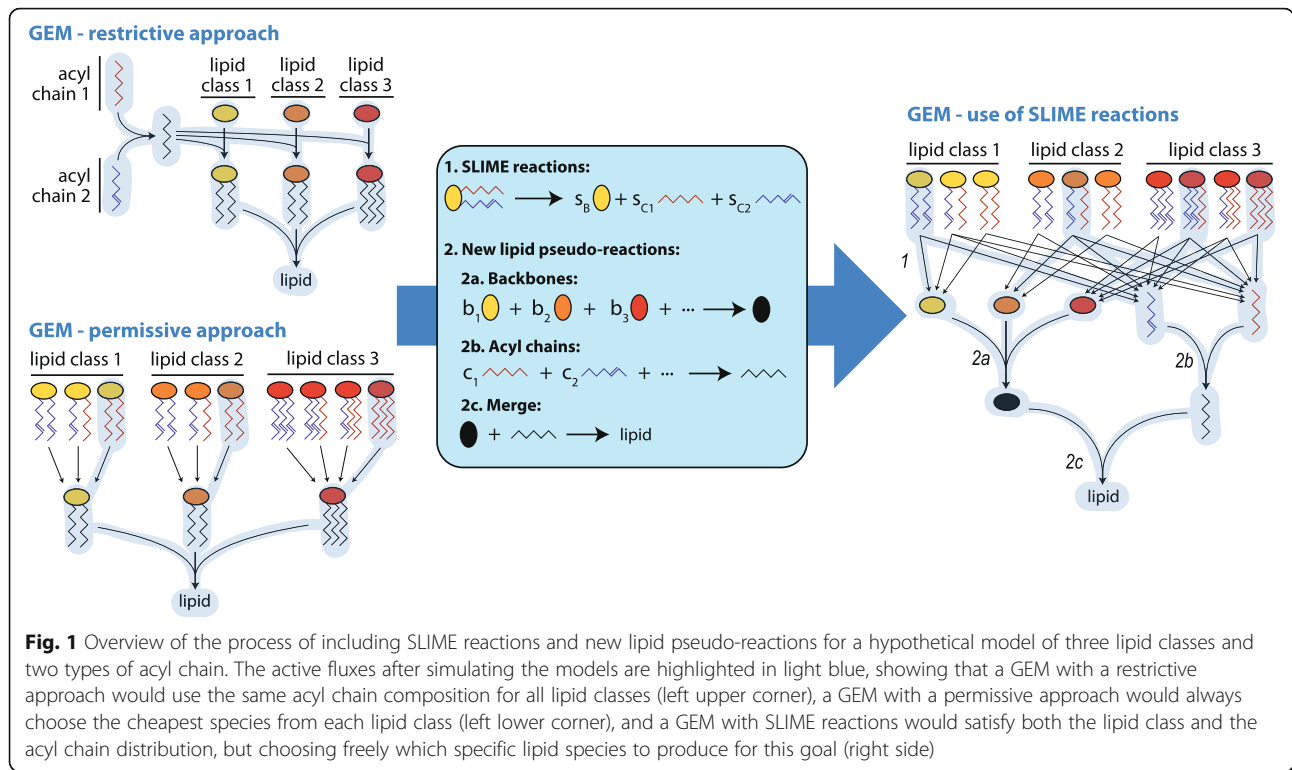 GEM - restrictive approach
acyl
chain 1
lipid
class 1
lipid
class 2
lipid
class 3
acyl
chain 2
lipid
GEM - permissive approach
lipid class 1
lipid class 2
lipid class 3
lipid
1. SLIME reactions:
sB + sC1 + sC2
2. New lipid pseudo-reactions:
2a. Backbones:
b1 + b2 + b3 + ···
2b. Acyl chains:
c1 + c2 + ···
2c. Merge:
+ lipid
GEM - use of SLIME reactions
lipid class 1
lipid class 2
lipid class 3
1
2a
2b
2c
lipid
Fig. 1 Overview of the process of including SLIME reactions and new lipid pseudo-reactions for a hypothetical model of three lipid classes and
two types of acyl chain. The active fluxes after simulating the models are highlighted in light blue, showing that a GEM with a restrictive
approach would use the same acyl chain composition for all lipid classes (left upper corner), a GEM with a permissive approach would always
choose the cheapest species from each lipid class (left lower corner), and a GEM with SLIME reactions would satisfy both the lipid class and the
acyl chain distribution, but choosing freely which specific lipid species to produce for this goal (right side)